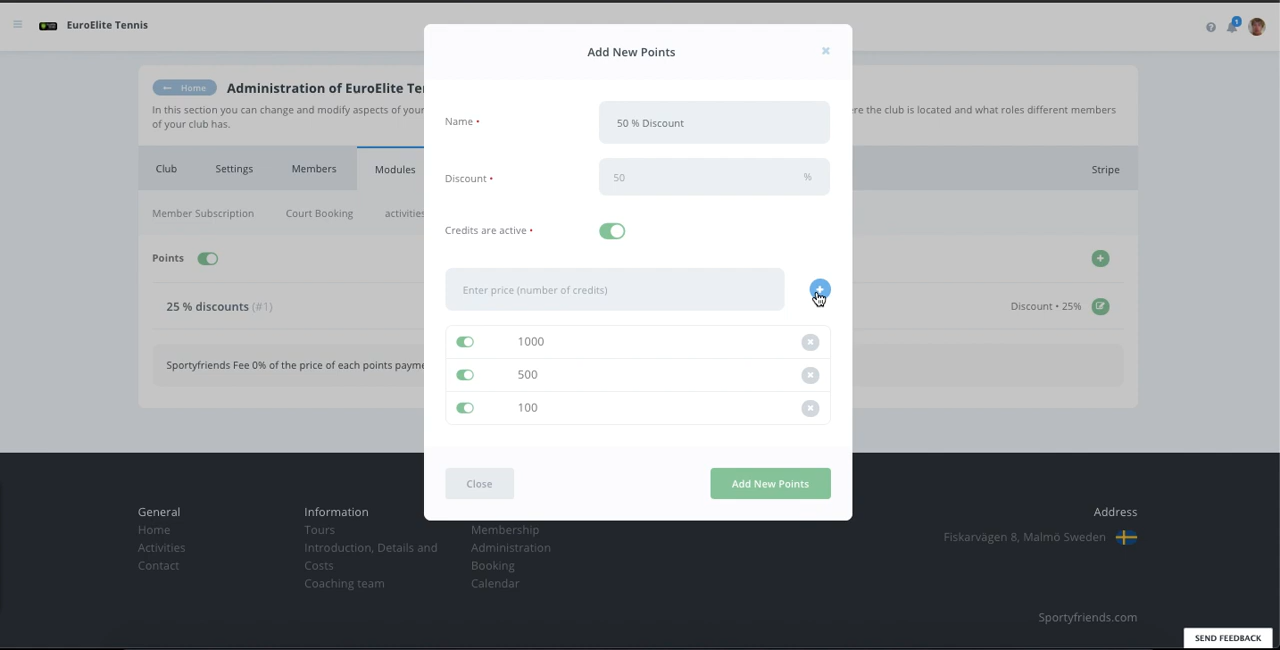 EuroElite Tennis
1
Add New Points
×
Home
Administration of EuroElite Te
In this section you can change and modify aspects of your
ere the club is located and what roles different members
of your club has.
Name •
50 % Discount
Club
Settings
Members
Modules
Stripe
Discount •
50
%
Member Subscription
Court Booking
activities
Credits are active •
Points
Enter price (number of credits)
25 % discounts (#1)
Discount • 25%
1000
500
100
Sportyfriends Fee 0% of the price of each points payme
Close
Add New Points
General
Home
Activities
Contact
Information
Tours
Introduction, Details and
Costs
Coaching team
Membership
Administration
Booking
Calendar
Address
Fiskarvägen 8, Malmö Sweden
Sportyfriends.com
SEND FEEDBACK